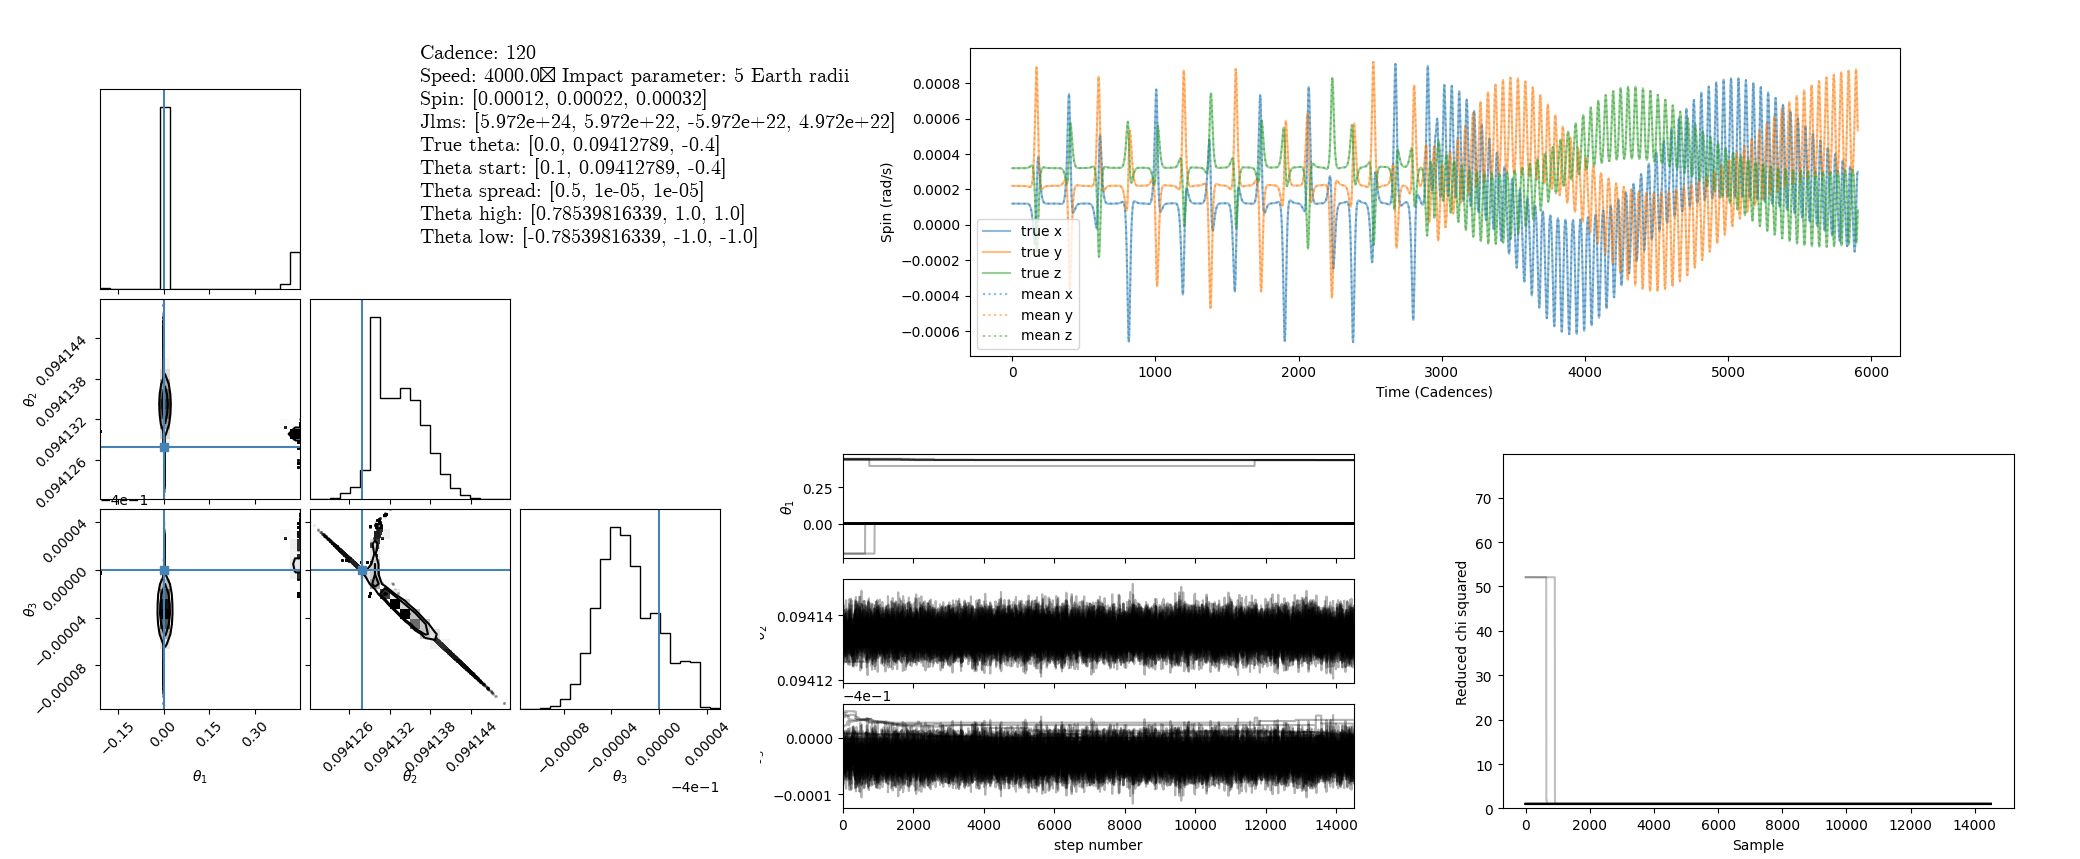 Cadence: 120
Speed: 4000.0 Impact parameter: 5 Earth radii
Spin: [0.00012, 0.00022, 0.00032]
Jlms: [5.972e+24, 5.972e+22, -5.972e+22, 4.972e+22]
True theta: [0.0, 0.09412789, -0.4]
Theta start: [0.1, 0.09412789, -0.4]
Theta spread: [0.5, 1e-05, 1e-05]
Theta high: [0.78539816339, 1.0, 1.0]
Theta low: [-0.78539816339, -1.0, -1.0]
θ2
0.094144
0.094138
0.094132
0.094126
−4e−1
θ3
0.00004
0.00000
−0.00004
−0.00008
−0.15
0.00
0.15
0.30
θ1
0.094126
0.094132
0.094138
0.094144
θ2
−0.00008
−0.00004
0.00000
0.00004
θ3
−4e−1
Spin (rad/s)
0.0008
0.0006
0.0004
0.0002
0.0000
−0.0002
−0.0004
−0.0006
true x
true y
true z
mean x
mean y
mean z
0
1000
2000
3000
4000
5000
6000
Time (Cadences)
θ1
0.25
0.00
0.09414
0.09412
−4e−1
0.0000
−0.0001
0
2000
4000
6000
8000
10000
12000
14000
step number
Reduced chi squared
70
60
50
40
30
20
10
0
0
2000
4000
6000
8000
10000
12000
14000
Sample